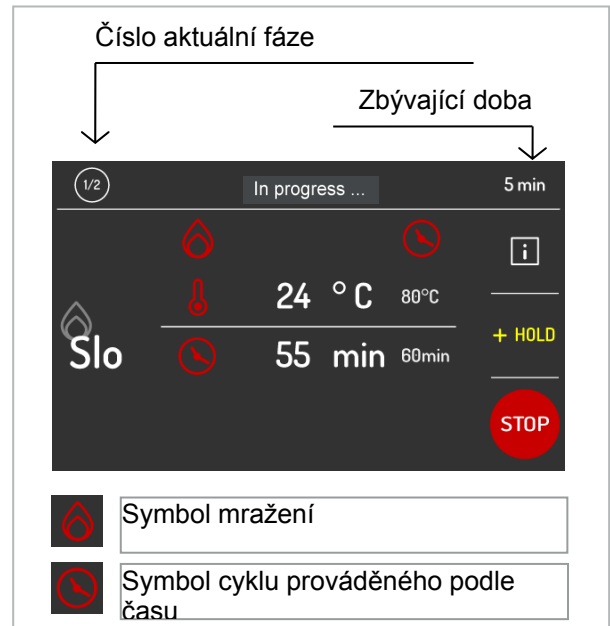 Číslo aktuální fáze
Zbývající doba
1/2
In progress ...
5 min
i
24 °C 80°C
+ HOLD
Slo
55 min 60min
STOP
Symbol mražení
Symbol cyklu prováděného podle
času